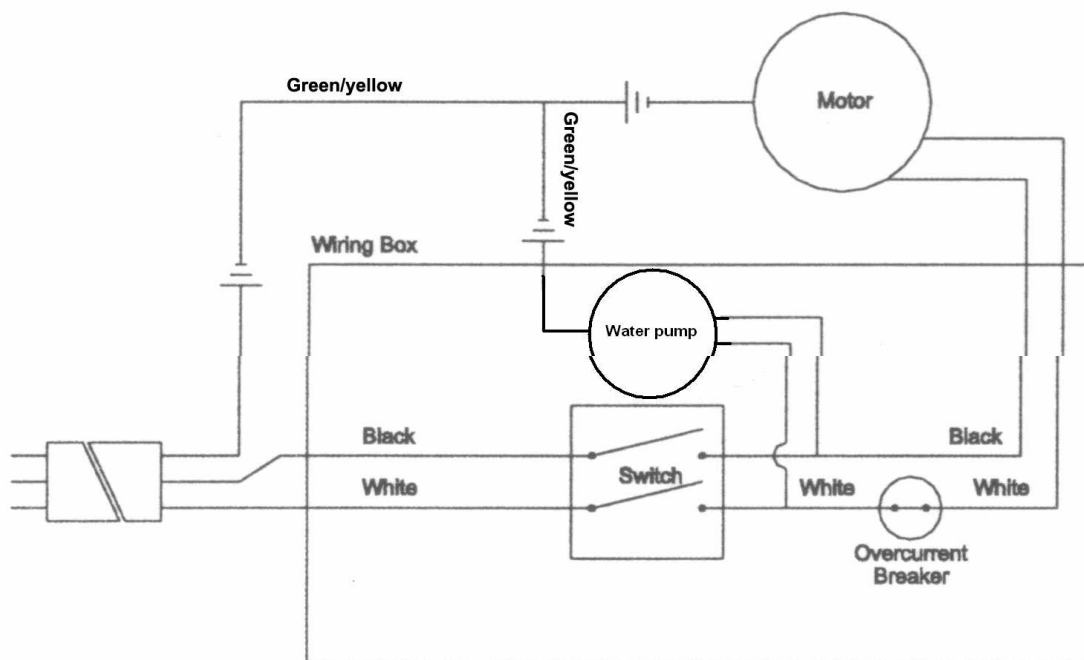 Motor
Green/yellow
Green/yellow
Wiring Box
Water pump
Black
Black
Switch
White
White
White
Overcurrent
Breaker